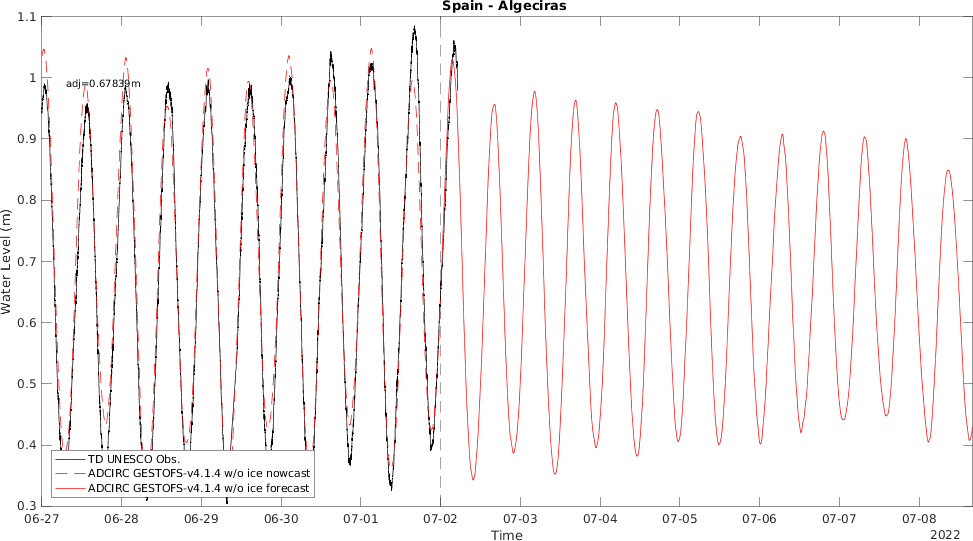 Spain - Algeciras
1.1
1
0.9
0.8
0.7
0.6
0.5
0.4
0.3
Water Level (m)
adj=0.67839m
TD UNESCO Obs.
ADCIRC GESTOFS-v4.1.4 w/o ice nowcast
ADCIRC GESTOFS-v4.1.4 w/o ice forecast
06-27 06-28 06-29 06-30 07-01 07-02 07-03 07-04 07-05 07-06 07-07 07-08
Time
2022